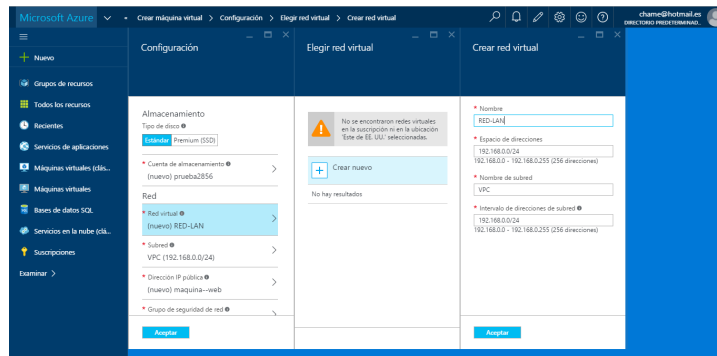 Microsoft Azure
Crear máquina virtual > Configuración > Elegir red virtual > Crear red virtual
chame@hotmail.es
DIRECTORIO PREDETERMINAD...
Nuevo
Grupos de recursos
Todos los recursos
Recientes
Servicios de aplicaciones
Máquinas virtuales (clás...
Máquinas virtuales
Bases de datos SQL
Servicios en la nube (clá...
Suscripciones
Examinar >
Configuración
Almacenamiento
Tipo de disco
Estándar Premium (SSD)
* Cuenta de almacenamiento
(nuevo) prueba2856
Red
* Red virtual
(nuevo) RED-LAN
* Subred
VPC (192.168.0.0/24)
* Dirección IP pública
(nuevo) maquina--web
* Grupo de seguridad de red
Aceptar
Elegir red virtual
No se encontraron redes virtuales
en la suscripción ni en la ubicación
'Este de EE. UU.' seleccionadas.
Crear nuevo
No hay resultados
Crear red virtual
* Nombre
RED-LAN
* Espacio de direcciones
192.168.0.0/24
192.168.0.0 - 192.168.0.255 (256 direcciones)
* Nombre de subred
VPC
* Intervalo de direcciones de subred
192.168.0.0/24
192.168.0.0 - 192.168.0.255 (256 direcciones)
Aceptar